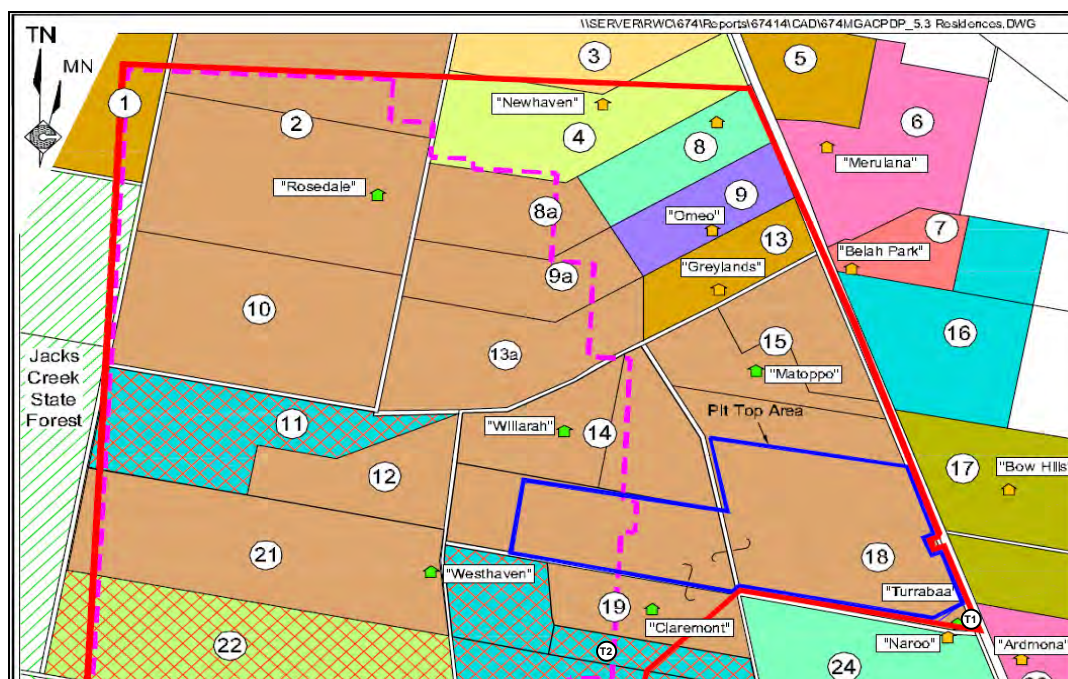 \\SERVER\RWC\674\Reports\67414\CAD\674MGACPDP_5.3 Residences.DWG
TN
MN
1
2
3
"Newhaven"
4
5
6
"Merulana"
8
"Rosedale"
8a
9
"Omeo"
13
7
"Belah Park"
"Greylands"
9a
10
13a
15
16
"Matoppo"
Jacks
Creek
State
Forest
Pit Top Area
11
"Willarah"
14
12
17
"Bow Hills"
21
"Westhaven"
18
"Turrabaa"
19
"Claremont"
T1
22
T2
"Naroo"
"Ardmona"
24